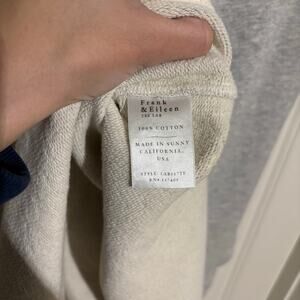 Frank
& Eileen
THE LAB
100% COTTON
MADE IN SUNNY
CALIFORNIA,
USA